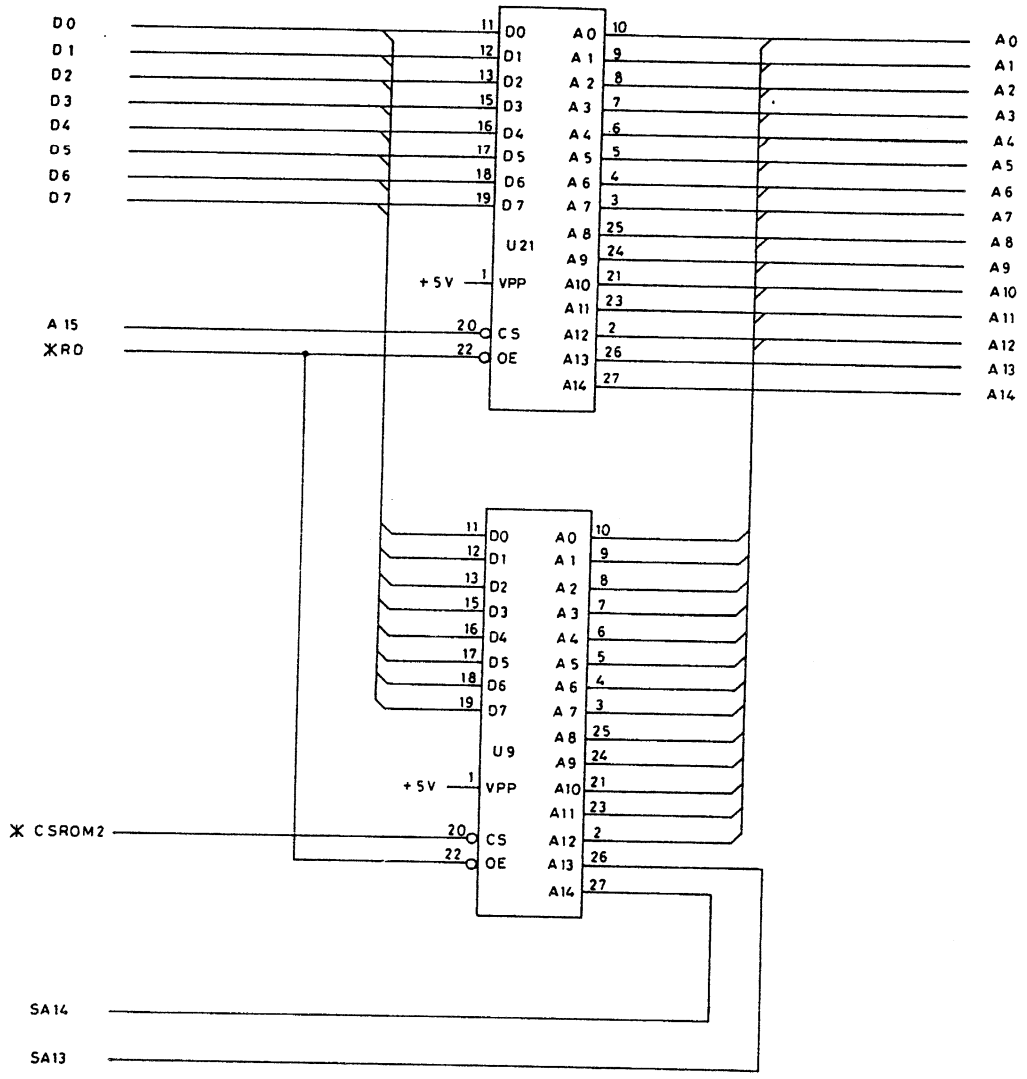 D0 11 D0 A0 10 A0
D1 12 D1 A1 9 A1
D2 13 D2 A2 8 A2
D3 15 D3 A3 7 A3
D4 16 D4 A4 6 A4
D5 17 D5 A5 5 A5
D6 18 D6 A6 4 A6
D7 19 D7 A7 3 A7
A8 25 A8
U21
A9 24 A9
+5V 1 VPP A10 21 A10
A11 23 A11
A15 20 CS A12 2 A12
*RD 22 OE A13 26 A13
A14 27 A14
11 D0 A0 10
12 D1 A1 9
13 D2 A2 8
15 D3 A3 7
16 D4 A4 6
17 D5 A5 5
18 D6 A6 4
19 D7 A7 3
A8 25
U9
A9 24
+5V 1 VPP A10 21
A11 23
* CSROM2 20 CS A12 2
22 OE A13 26
A14 27
SA14
SA13